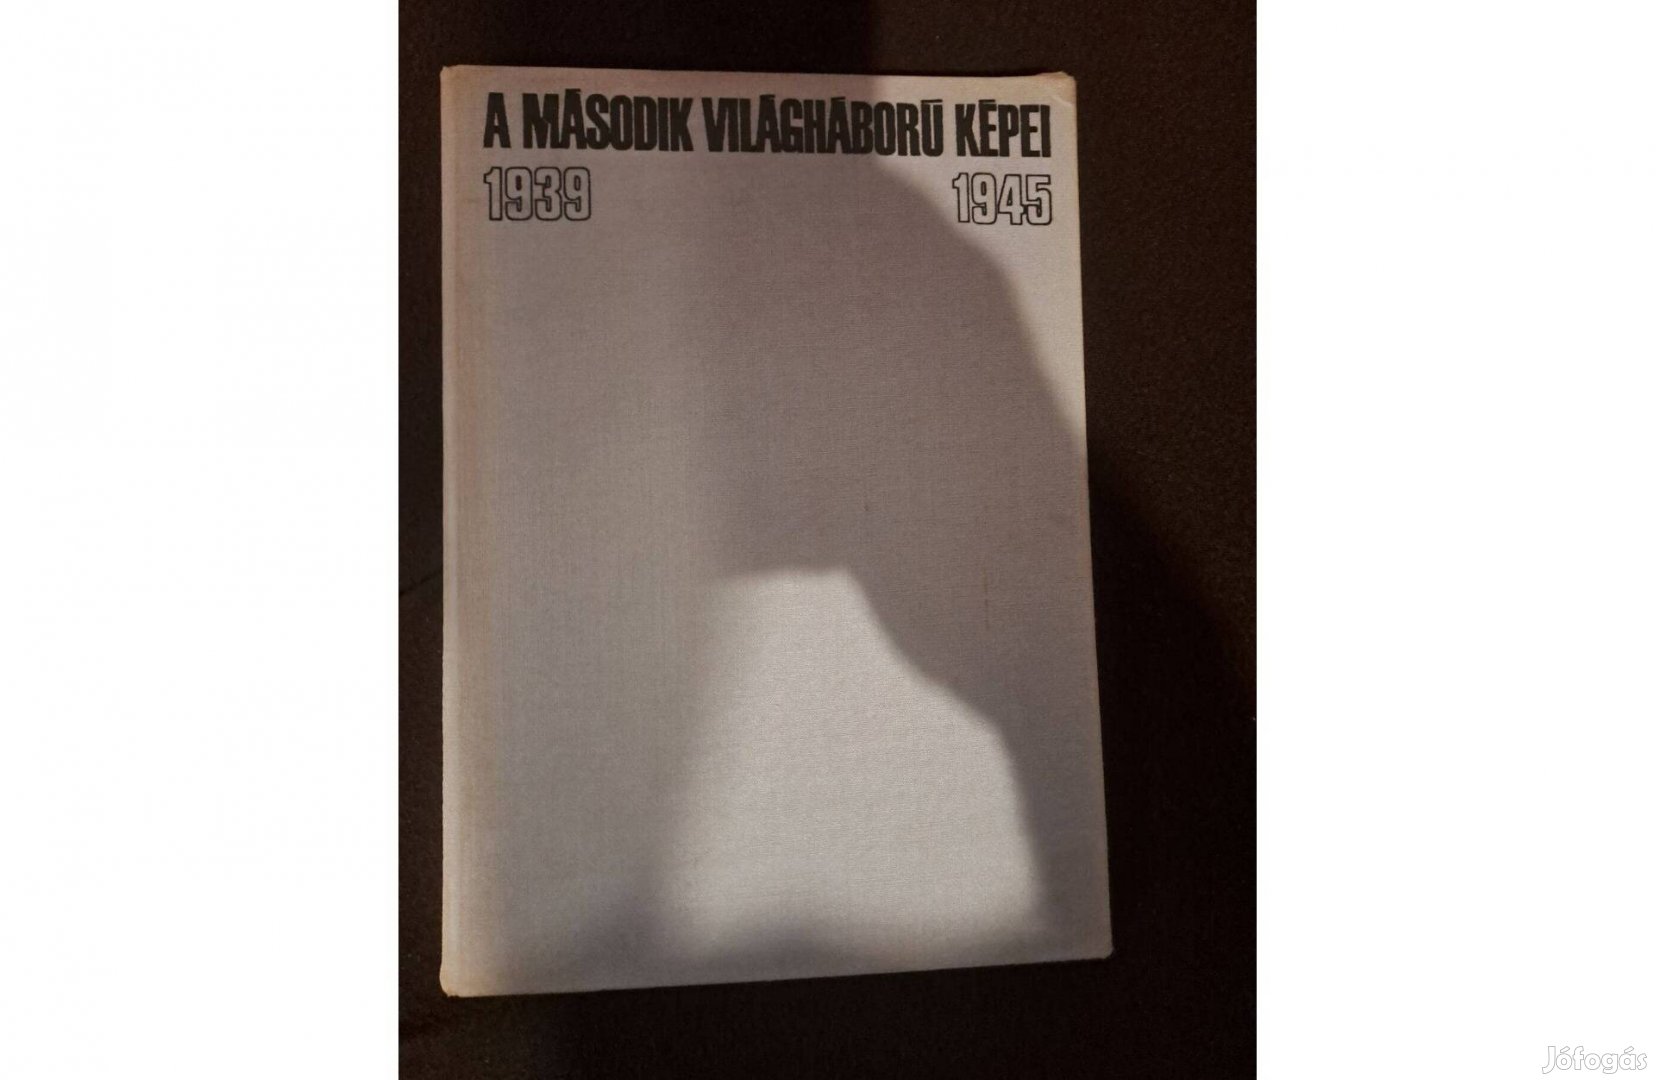 A MÁSODIK VILÁGHÁBORÚ KÉPEI
1939 1945
Jófogás